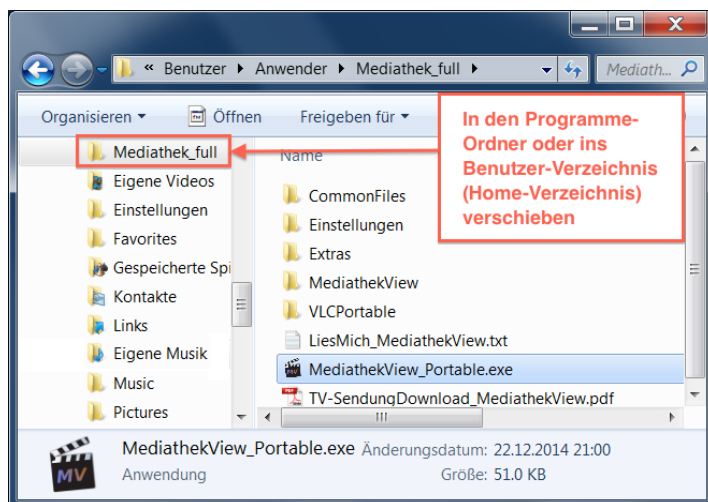 « Benutzer ▸ Anwender ▸ Mediathek_full ▸
Mediath...
Organisieren ▾ Öffnen Freigeben für ▾
In den Programme-
Ordner oder ins
Benutzer-Verzeichnis
(Home-Verzeichnis)
verschieben
Mediathek_full
Eigene Videos
Einstellungen
Favorites
Gespeicherte Spi
Kontakte
Links
Eigene Musik
Music
Pictures
Name
CommonFiles
Einstellungen
Extras
MediathekView
VLCPortable
LiesMich_MediathekView.txt
MediathekView_Portable.exe
TV-SendungDownload_MediathekView.pdf
MV
MediathekView_Portable.exe Änderungsdatum: 22.12.2014 21:00
Anwendung Größe: 51.0 KB